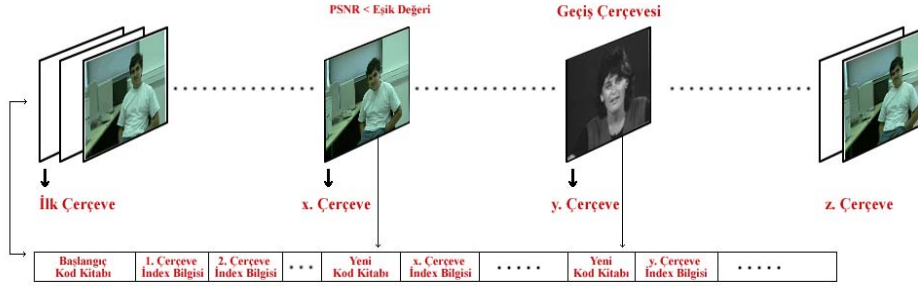 PSNR < Eşik Değeri
Geçiş Çerçevesi
İlk Çerçeve
x. Çerçeve
y. Çerçeve
z. Çerçeve
Başlangıç
Kod Kitabı
1. Çerçeve
İndex Bilgisi
2. Çerçeve
İndex Bilgisi
Yeni
Kod Kitabı
x. Çerçeve
İndex Bilgisi
Yeni
Kod Kitabı
y. Çerçeve
İndex Bilgisi